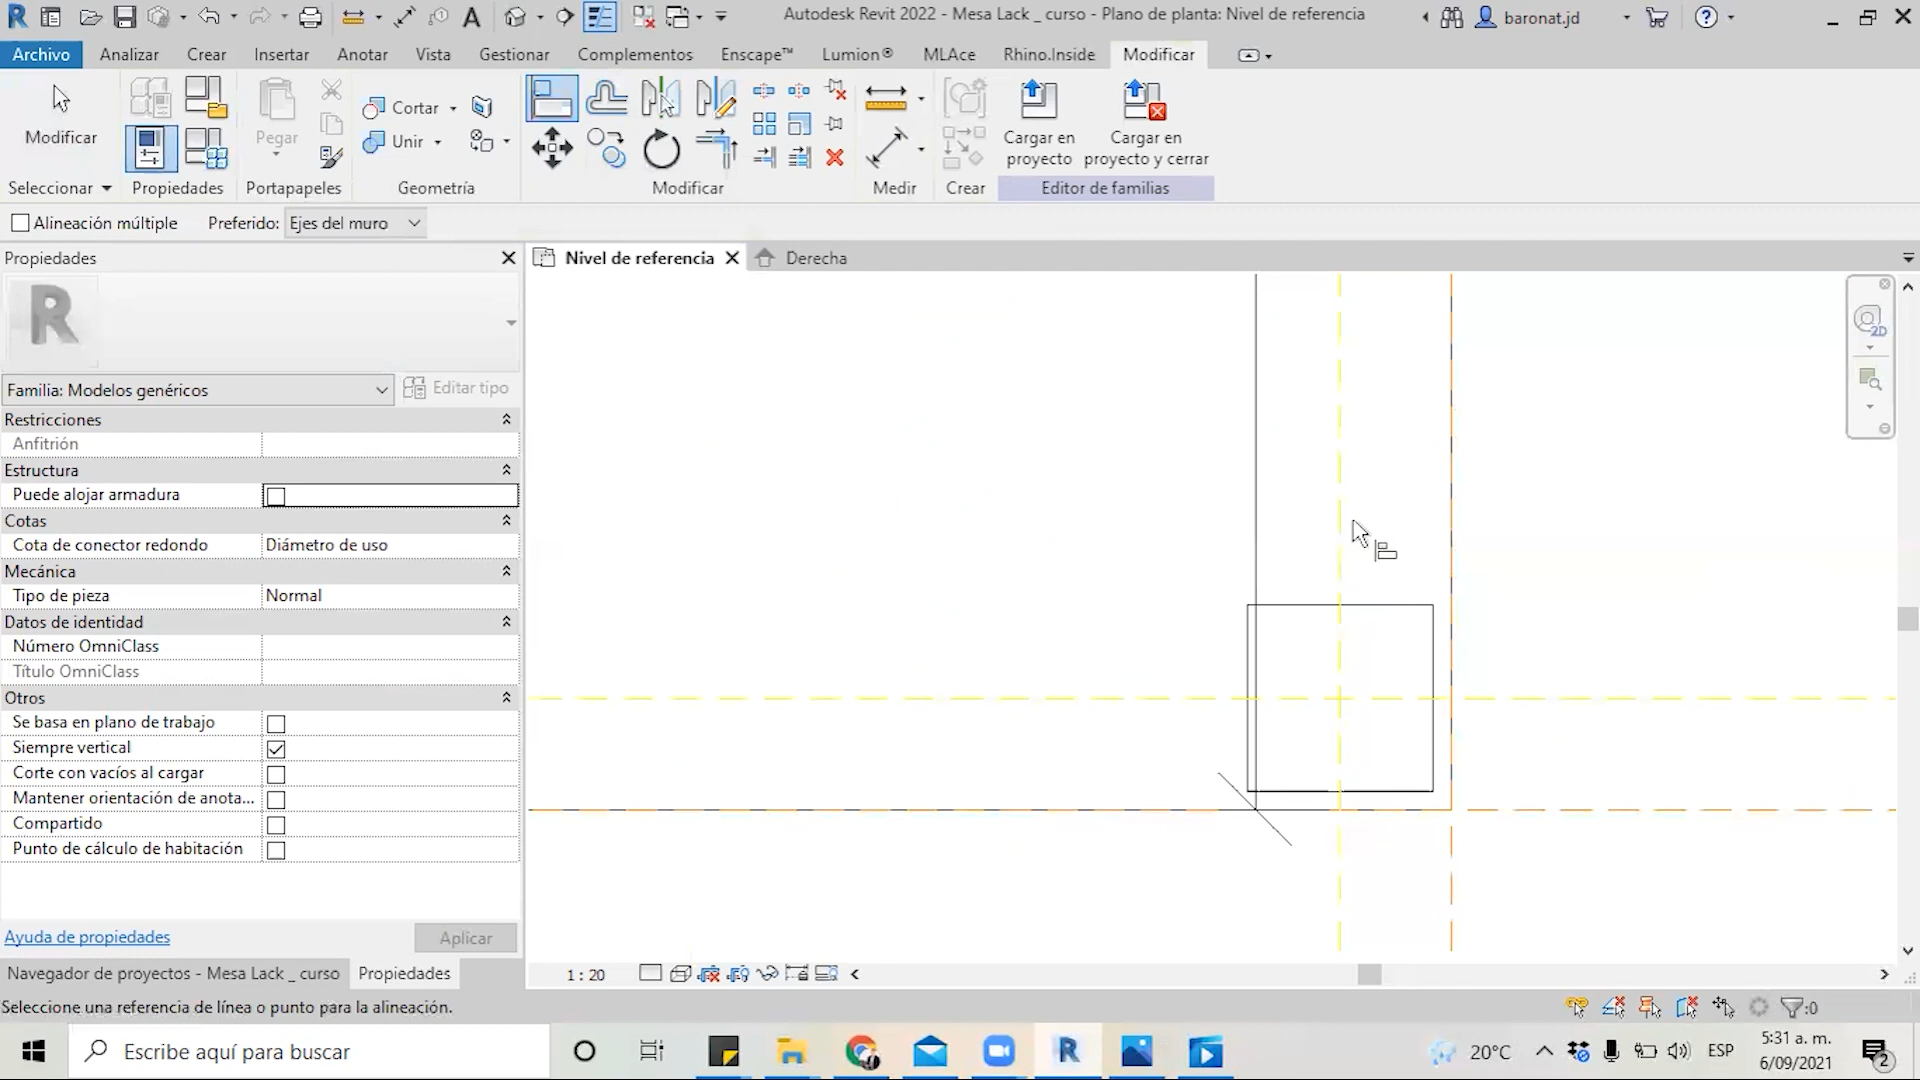 Autodesk Revit 2022 - Mesa Lack _ curso - Plano de planta: Nivel de referencia
baronat.jd
Archivo Analizar Crear Insertar Anotar Vista Gestionar Complementos Enscape™ Lumion® MLAce Rhino.Inside Modificar
Modificar
Pegar
Cortar
Unir
Cargar en
proyecto
Cargar en
proyecto y cerrar
Seleccionar Propiedades Portapapeles Geometría Modificar Medir Crear Editor de familias
Alineación múltiple Preferido: Ejes del muro
Propiedades
Nivel de referencia
Derecha
2D
R
Familia: Modelos genéricos
Editar tipo
Restricciones
Anfitrión
Estructura
Puede alojar armadura
Cotas
Cota de conector redondo Diámetro de uso
Mecánica
Tipo de pieza Normal
Datos de identidad
Número OmniClass
Título OmniClass
Otros
Se basa en plano de trabajo
Siempre vertical
Corte con vacíos al cargar
Mantener orientación de anota...
Compartido
Punto de cálculo de habitación
Ayuda de propiedades
Aplicar
Navegador de proyectos - Mesa Lack _ curso Propiedades
1 : 20
Seleccione una referencia de línea o punto para la alineación.
:0
Escribe aquí para buscar
20°C
ESP
5:31 a. m.
6/09/2021
2